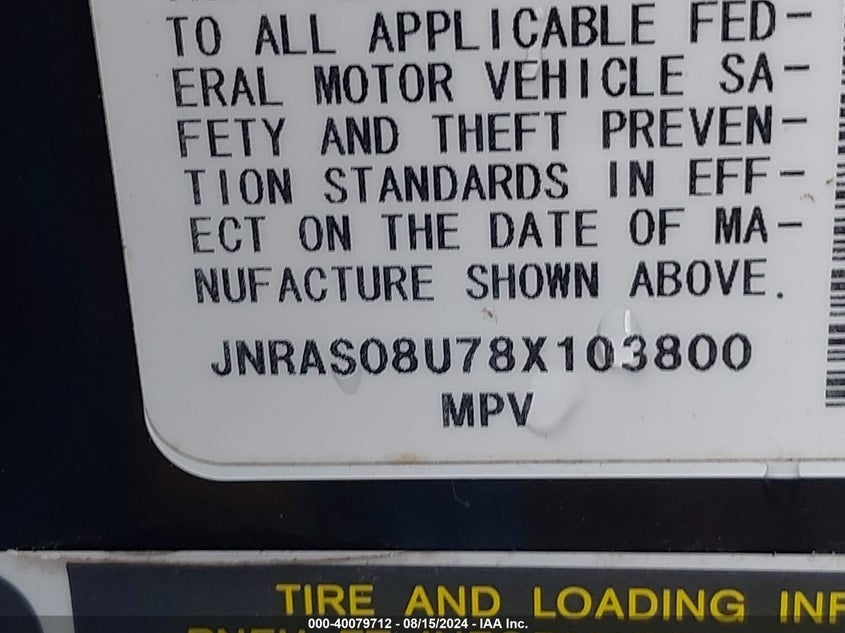 TO ALL APPLICABLE FED-
ERAL MOTOR VEHICLE SA-
FETY AND THEFT PREVEN-
TION STANDARDS IN EFF-
ECT ON THE DATE OF MA-
NUFACTURE SHOWN ABOVE.
JNRAS08U78X103800
MPV
TIRE AND LOADING INF
000-40079712 - 08/15/2024 - IAA Inc.